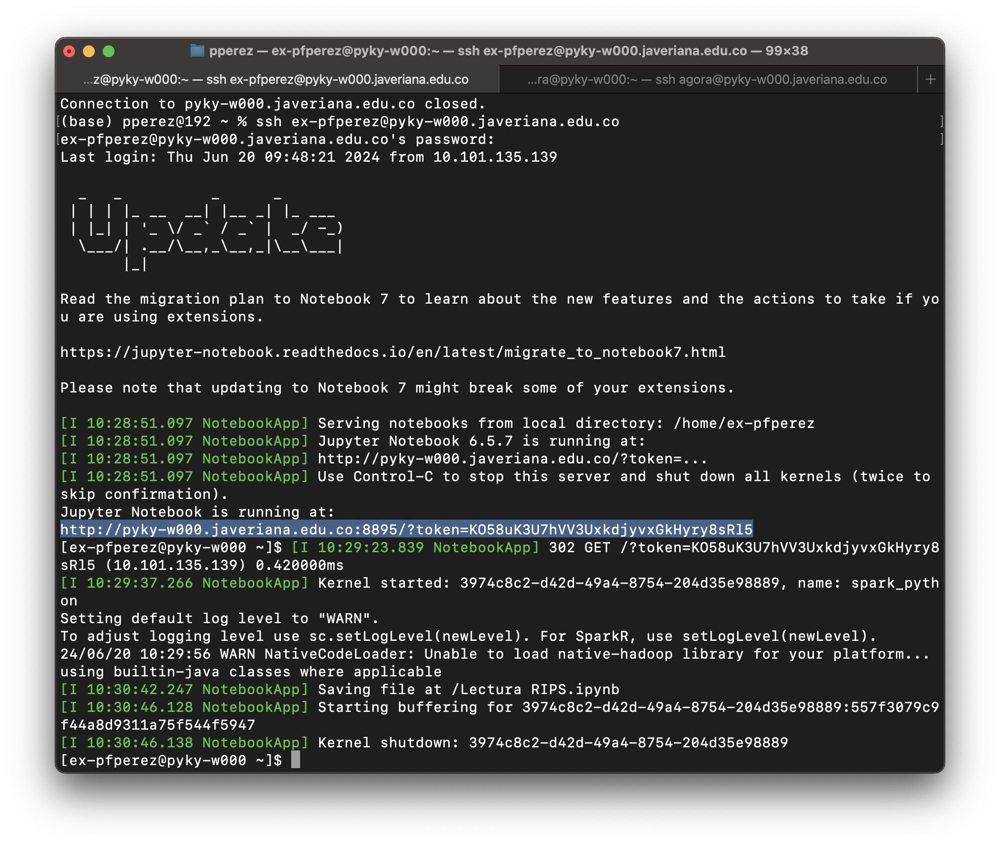 pperez — ex-pfperez@pyky-w000:~ — ssh ex-pfperez@pyky-w000.javeriana.edu.co — 99×38
...z@pyky-w000:~ — ssh ex-pfperez@pyky-w000.javeriana.edu.co
...ra@pyky-w000:~ — ssh agora@pyky-w000.javeriana.edu.co
+
Connection to pyky-w000.javeriana.edu.co closed.
[(base) pperez@192 ~ % ssh ex-pfperez@pyky-w000.javeriana.edu.co ]
[ex-pfperez@pyky-w000.javeriana.edu.co's password: ]
Last login: Thu Jun 20 09:48:21 2024 from 10.101.135.139
  _   _          _      _
 | | | |_ __  __| |__ _| |_ ___
 | |_| | '_ \/ _` / _` |  _/ -_)
  \___/| .__/\__,_\__,_|\__\___|
       |_|
Read the migration plan to Notebook 7 to learn about the new features and the actions to take if yo
u are using extensions.
https://jupyter-notebook.readthedocs.io/en/latest/migrate_to_notebook7.html
Please note that updating to Notebook 7 might break some of your extensions.
[I 10:28:51.097 NotebookApp] Serving notebooks from local directory: /home/ex-pfperez
[I 10:28:51.097 NotebookApp] Jupyter Notebook 6.5.7 is running at:
[I 10:28:51.097 NotebookApp] http://pyky-w000.javeriana.edu.co/?token=...
[I 10:28:51.097 NotebookApp] Use Control-C to stop this server and shut down all kernels (twice to
skip confirmation).
Jupyter Notebook is running at:
http://pyky-w000.javeriana.edu.co:8895/?token=KO58uK3U7hVV3UxkdjyvxGkHyry8sRl5
[ex-pfperez@pyky-w000 ~]$ [I 10:29:23.839 NotebookApp] 302 GET /?token=KO58uK3U7hVV3UxkdjyvxGkHyry8
sRl5 (10.101.135.139) 0.420000ms
[I 10:29:37.266 NotebookApp] Kernel started: 3974c8c2-d42d-49a4-8754-204d35e98889, name: spark_pyth
on
Setting default log level to "WARN".
To adjust logging level use sc.setLogLevel(newLevel). For SparkR, use setLogLevel(newLevel).
24/06/20 10:29:56 WARN NativeCodeLoader: Unable to load native-hadoop library for your platform...
using builtin-java classes where applicable
[I 10:30:42.247 NotebookApp] Saving file at /Lectura RIPS.ipynb
[I 10:30:46.128 NotebookApp] Starting buffering for 3974c8c2-d42d-49a4-8754-204d35e98889:557f3079c9
f44a8d9311a75f544f5947
[I 10:30:46.138 NotebookApp] Kernel shutdown: 3974c8c2-d42d-49a4-8754-204d35e98889
[ex-pfperez@pyky-w000 ~]$